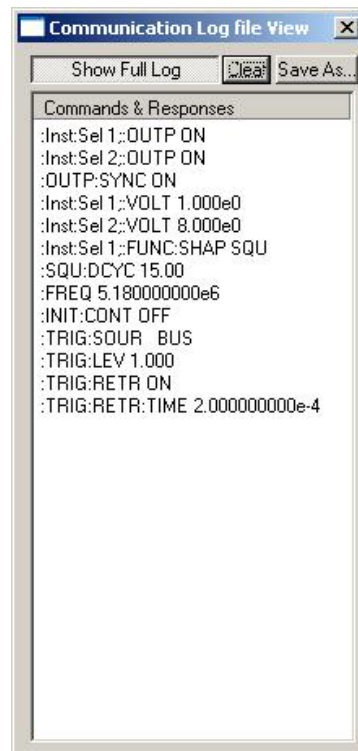 Communication Log file View
Show Full Log Clear Save As...
Commands & Responses
:Inst:Sel 1;:OUTP ON
:Inst:Sel 2;:OUTP ON
:OUTP:SYNC ON
:Inst:Sel 1;:VOLT 1.000e0
:Inst:Sel 2;:VOLT 8.000e0
:Inst:Sel 1;:FUNC:SHAP SQU
:SQU:DCYC 15.00
:FREQ 5.180000000e6
:INIT:CONT OFF
:TRIG:SOUR BUS
:TRIG:LEV 1.000
:TRIG:RETR ON
:TRIG:RETR:TIME 2.000000000e-4